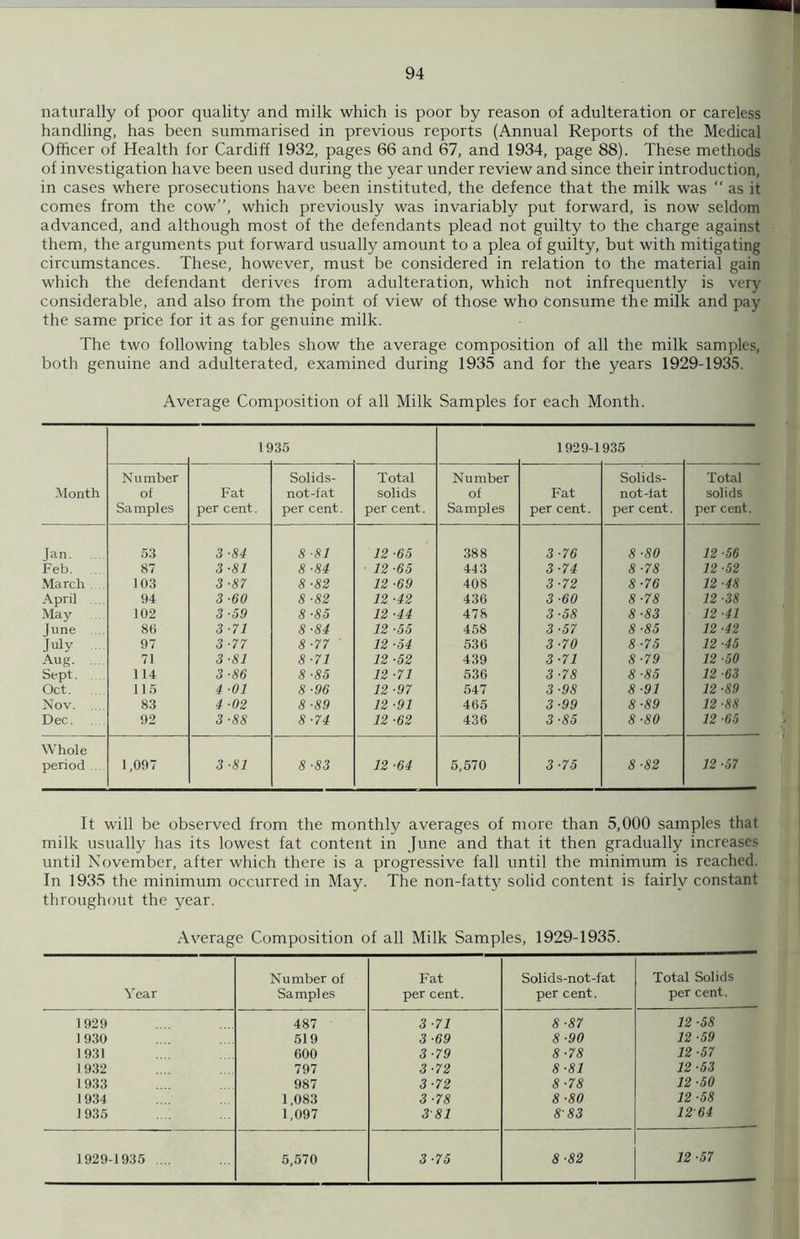 94
naturally of poor quality and milk which is poor by reason of adulteration or careless
handling, has been summarised in previous reports (Annual Reports of the Medical
Officer of Health for Cardiff 1932, pages 66 and 67, and 1934, page 88). These methods
of investigation have been used during the year under review and since their introduction,
in cases where prosecutions have been instituted, the defence that the milk was " as it
comes from the cow", which previously was invariably put forward, is now seldom
advanced, and although most of the defendants plead not guilty to the charge against
them, the arguments put forward usually amount to a plea of guilty, but with mitigating
circumstances. These, however, must be considered in relation to the material gain
which the defendant derives from adulteration, which not infrequently is very
considerable, and also from the point of view of those who consume the milk and pay
the same price for it as for genuine milk.
The two following tables show the average composition of all the milk samples,
both genuine and adulterated, examined during 1935 and for the years 1929-1935.
Average Composition of all Milk Samples for each Month.
1935 1929-1935
Month Number of Samples Fat per cent. Solids-not-fat per cent. Total solids per cent. Number of Samples Fat per cent. Solids-not-fat per cent. Total solids per cent.
Jan. .... 53 3·84 8·81 12·65 388 3·76 8·80 12·56
Feb. .... 87 3·81 8·84 12·65 443 3·74 8·78 12·52
March .... 103 3·87 8·82 12·69 408 3·72 8·76 12·48
April .... 94 3·60 8·82 12·42 436 3·60 8·78 12·38
May 102 3·59 8·85 12·44 478 3·58 8·83 12·41
June .... 86 3·71 8·84 12·55 458 3·57 8·85 12·42
July .... 97 3·77 8·77 12·54 536 3·70 8·75 12·45
Aug. .... 71 3·81 8·71 12·52 439 3·71 8·79 12·50
Sept. .... 114 3·86 8·85 12·71 536 3·78 8·85 12·63
Oct. .... 115 4·01 8·96 12·97 547 3·98 8·91 12·89
Nov. .... 83 4·02 8·89 12·91 465 3·99 8·89 12·88
Dec. .... 92 3·88 8·74 12·62 436 3·85 8·80 12·65
Whole
period .... 1,097 3·81 8·83 12·64 5,570 3·75 8·82 12·57
It will be observed from the monthly averages of more than 5,000 samples that
milk usually has its lowest fat content in June and that it then gradually increases
until November, after which there is a progressive fall until the minimum is reached.
In 1935 the minimum occurred in May. The non-fatty solid content is fairly constant
throughout the year.
Average Composition of all Milk Samples, 1929-1935.
Year Number of Samples Fat per cent. Solids-not-fat per cent. Total Solids per cent.
1929 .... .... 487 3·71 8·87 12·58
1930 .... .... 519 3·69 8·90 12·59
1931 .... .... 600 3·79 8·78 12·57
1932 .... .... 797 3·72 8·81 12·53
1933 .... .... 987 3·72 8·78 12·50
1934 .... .... 1,083 3·78 8·80 12·58
1935 .... .... 1,097 3·81 8·83 12·64
1929-1935 .... .... 5,570 3·75 8·82 12·57